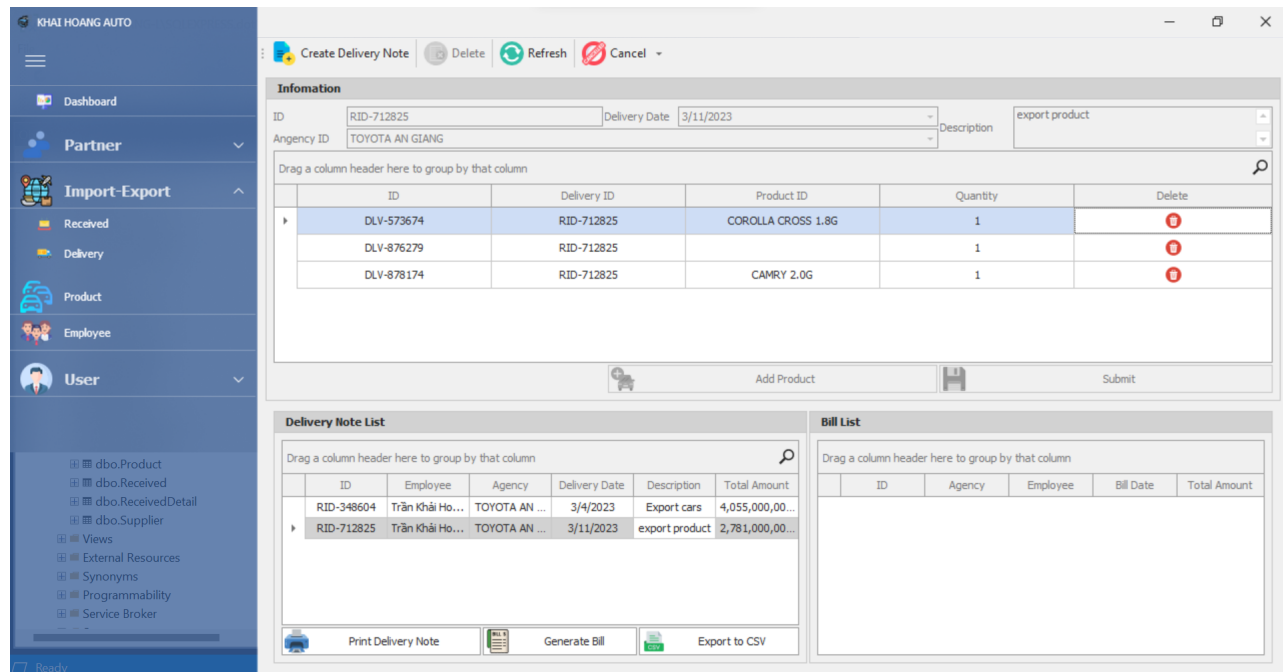 KHAI HOANG AUTO
Create Delivery Note
Delete
Refresh
Cancel
Dashboard
Partner
Import-Export
Received
Delivery
Product
Employee
User
dbo.Product
dbo.Received
dbo.ReceivedDetail
dbo.Supplier
Views
External Resources
Synonyms
Programmability
Service Broker
Ready
Infomation
ID RID-712825 Delivery Date 3/11/2023 Description export product
Angency ID TOYOTA AN GIANG
Drag a column header here to group by that column
ID Delivery ID Product ID Quantity Delete
DLV-573674 RID-712825 COROLLA CROSS 1.8G 1
DLV-876279 RID-712825 1
DLV-878174 RID-712825 CAMRY 2.0G 1
Add Product Submit
Delivery Note List
Drag a column header here to group by that column
ID Employee Agency Delivery Date Description Total Amount
RID-348604 Trần Khải Ho... TOYOTA AN ... 3/4/2023 Export cars 4,055,000,00...
RID-712825 Trần Khải Ho... TOYOTA AN ... 3/11/2023 export product 2,781,000,00...
Print Delivery Note Generate Bill Export to CSV
Bill List
Drag a column header here to group by that column
ID Agency Employee Bill Date Total Amount